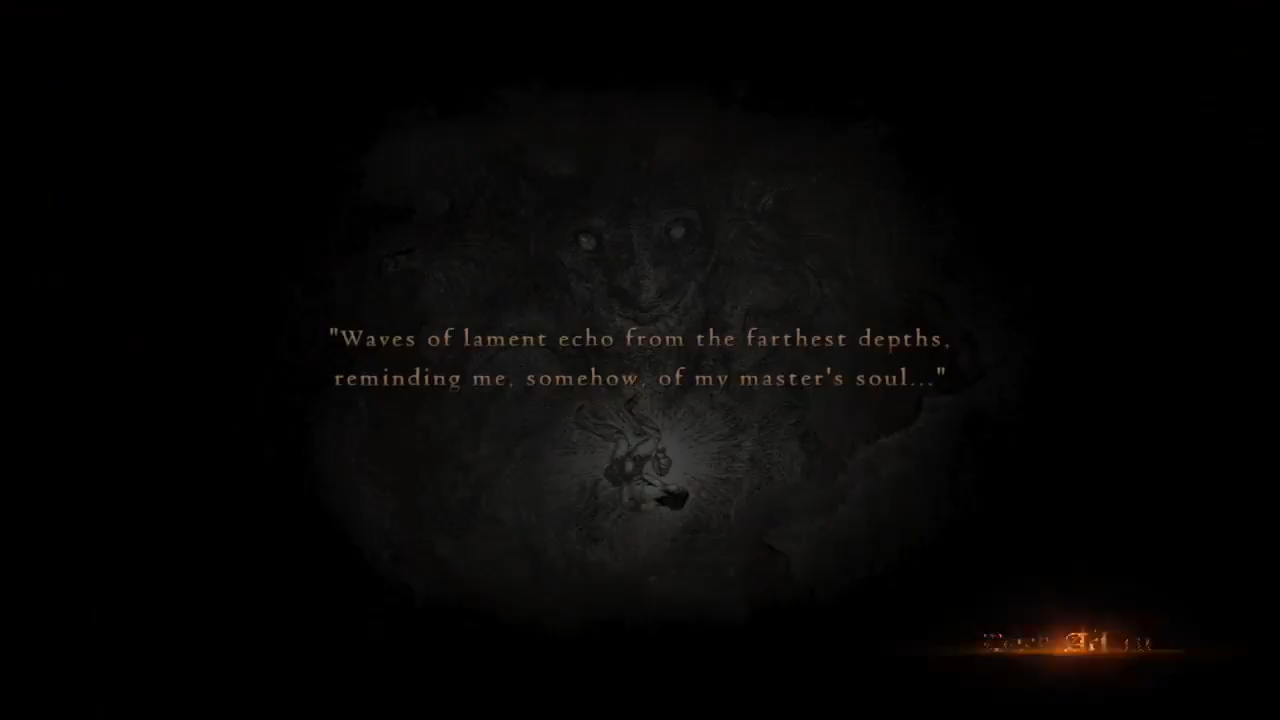 "Waves of lament echo from the farthest depths,
reminding me, somehow, of my master's soul..."